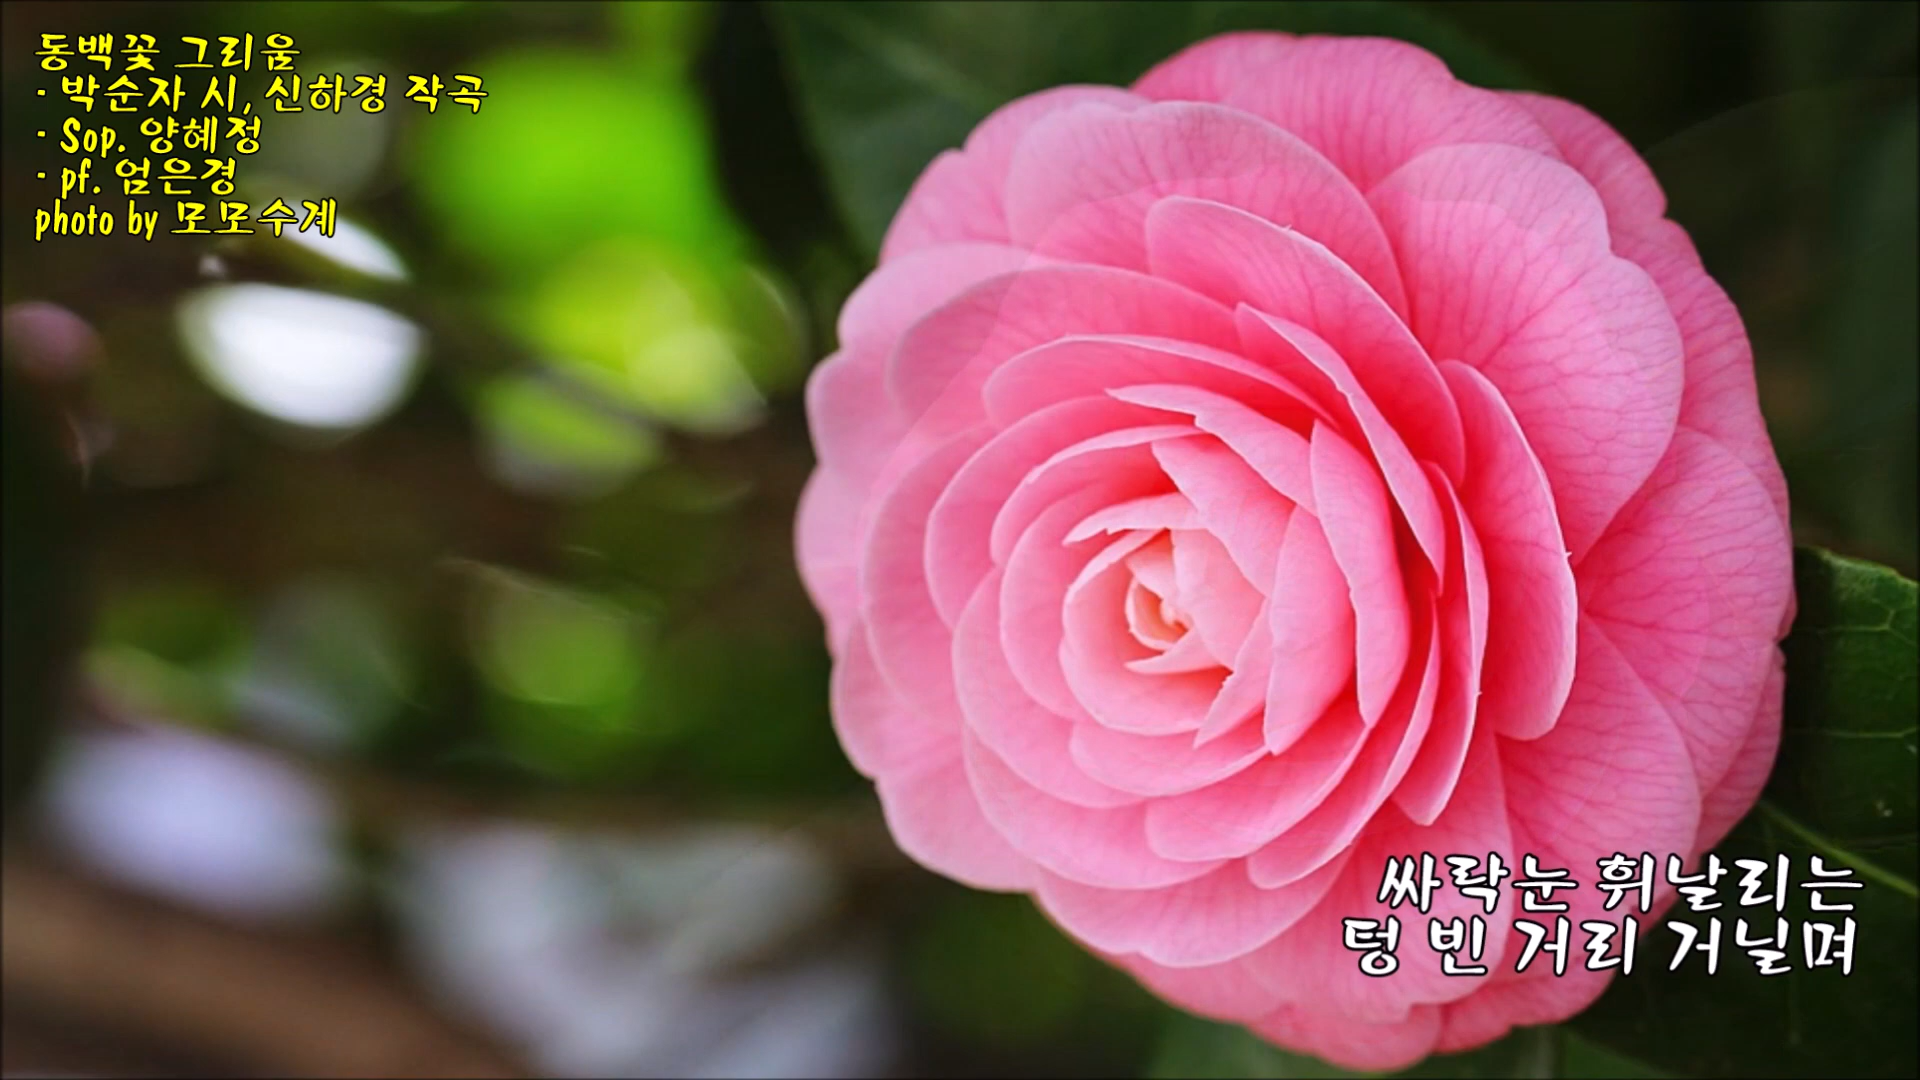 동백꽃 그리움
- 박순자 시, 신하경 작곡
- Sop. 양혜정
- pf. 엄은경
photo by 모모수계
싸락눈 휘날리는
텅 빈 거리 거닐며